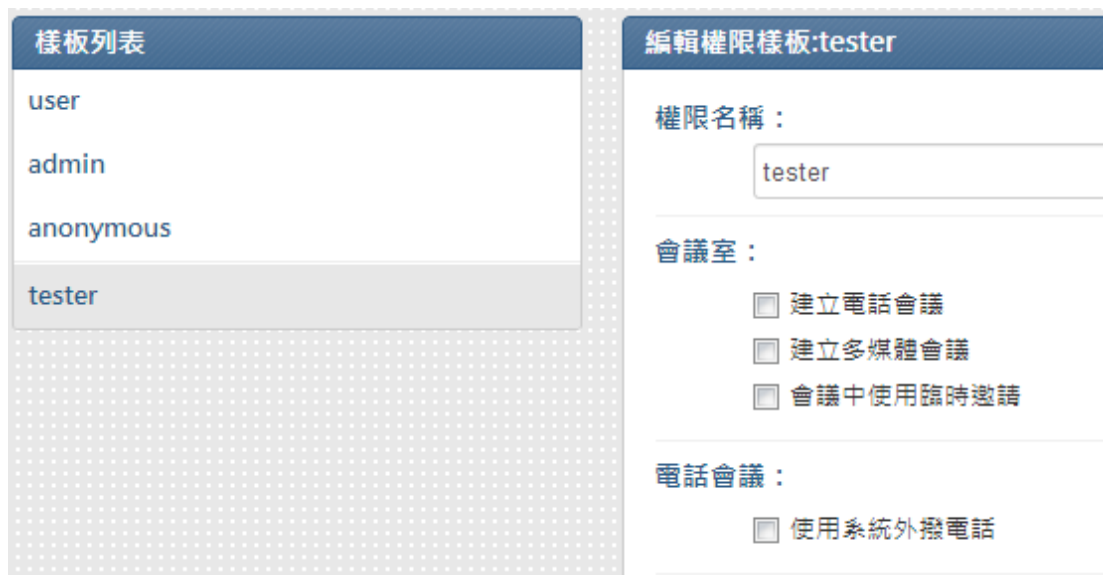 樣板列表
user
admin
anonymous
tester
編輯權限樣板:tester
權限名稱：
tester
會議室：
建立電話會議
建立多媒體會議
會議中使用臨時邀請
電話會議：
使用系統外撥電話